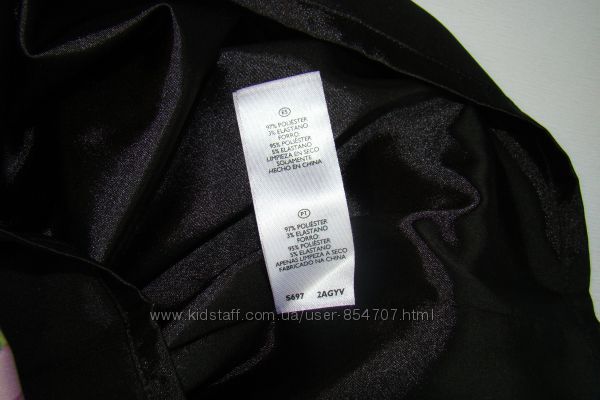 ES
97% POLIÉSTER
3% ELASTANO
FORRO:
95% POLIÉSTER
5% ELASTANO
LIMPIEZA EN SECO
SOLAMENTE
HECHO EN CHINA
PT
97% POLIÉSTER
3% ELASTANO
FORRO:
95% POLIÉSTER
5% ELASTANO
APENAS LIMPEZA A SECO
FABRICADO NA CHINA
S697 2AGYV
www.kidstaff.com.ua/user-854707.html